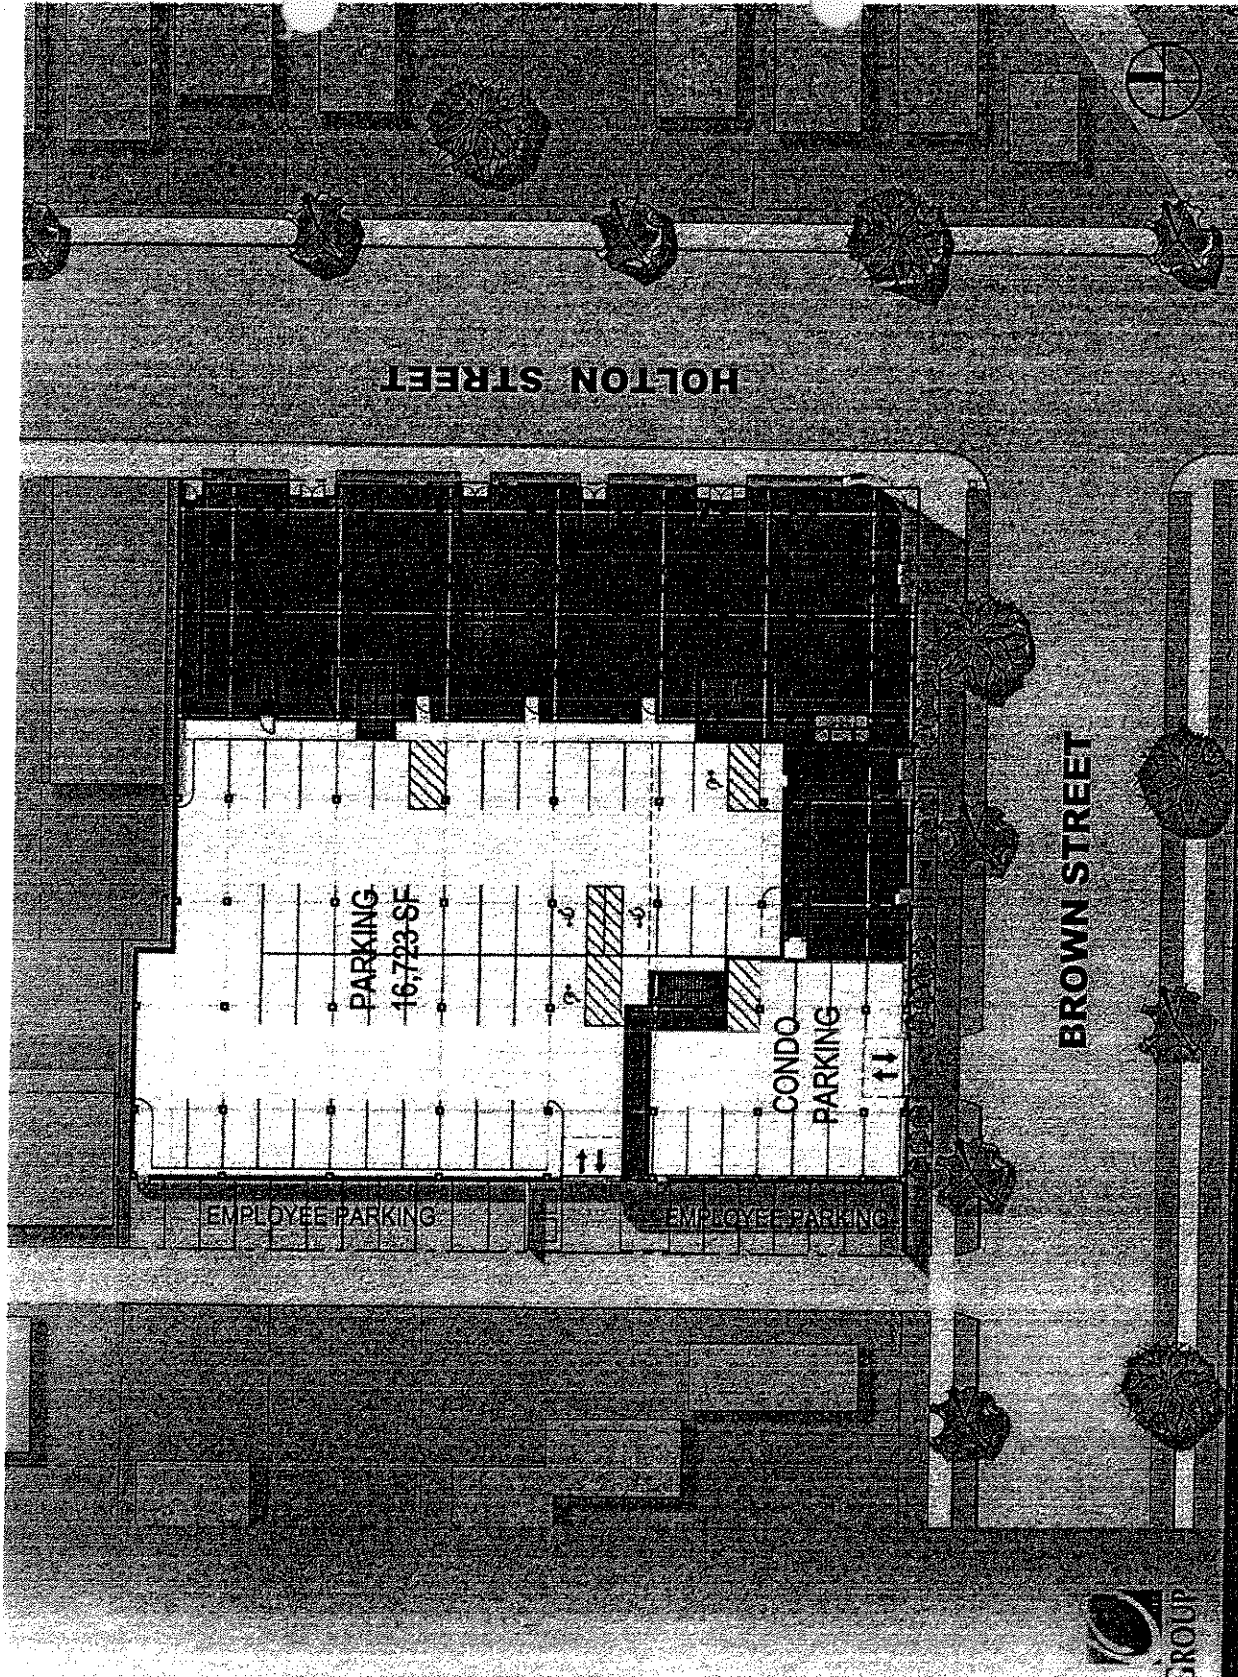 HOLTON STREET
PARKING
16,723 SF
CONDO
PARKING
EMPLOYEE PARKING
EMPLOYEE PARKING
BROWN STREET
GROUP